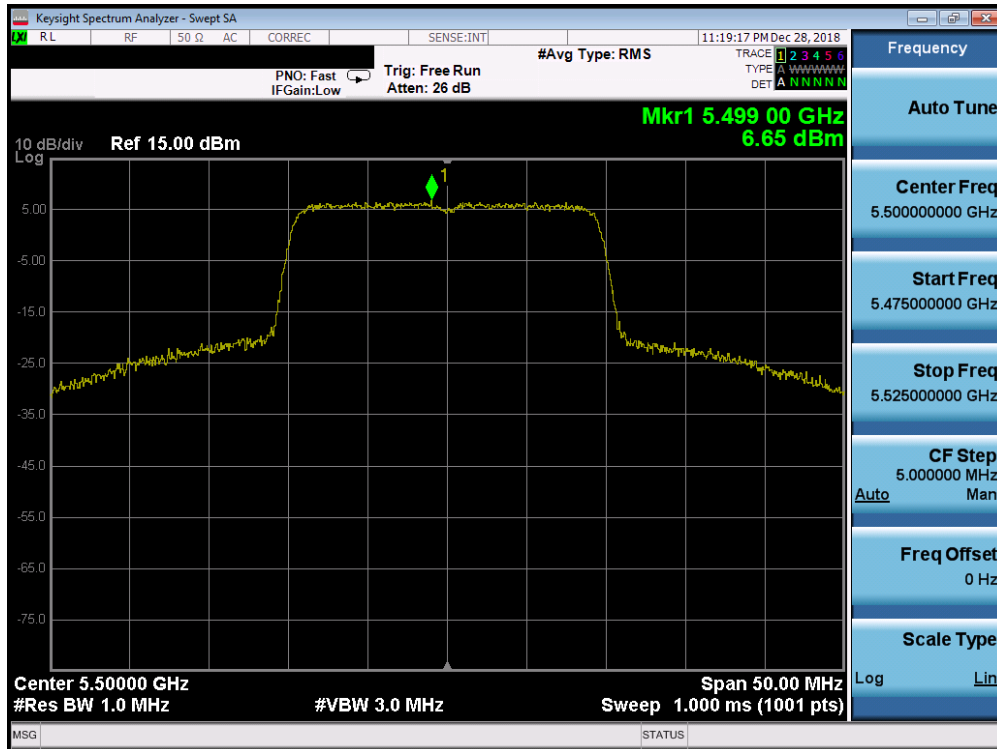 Keysight Spectrum Analyzer - Swept SA
LXI RL RF 50 Ω AC CORREC SENSE:INT 11:19:17 PM Dec 28, 2018
#Avg Type: RMS TRACE 1 2 3 4 5 6
PNO: Fast Trig: Free Run TYPE A WWWWW
IFGain:Low Atten: 26 dB DET A N N N N N
Mkr1 5.499 00 GHz
10 dB/div Ref 15.00 dBm 6.65 dBm
Log
1
5.00
-5.00
-15.0
-25.0
-35.0
-45.0
-55.0
-65.0
-75.0
Center 5.50000 GHz Span 50.00 MHz
#Res BW 1.0 MHz #VBW 3.0 MHz Sweep 1.000 ms (1001 pts)
MSG STATUS
Frequency
Auto Tune
Center Freq
5.500000000 GHz
Start Freq
5.475000000 GHz
Stop Freq
5.525000000 GHz
CF Step
5.000000 MHz
Auto Man
Freq Offset
0 Hz
Scale Type
Log Lin